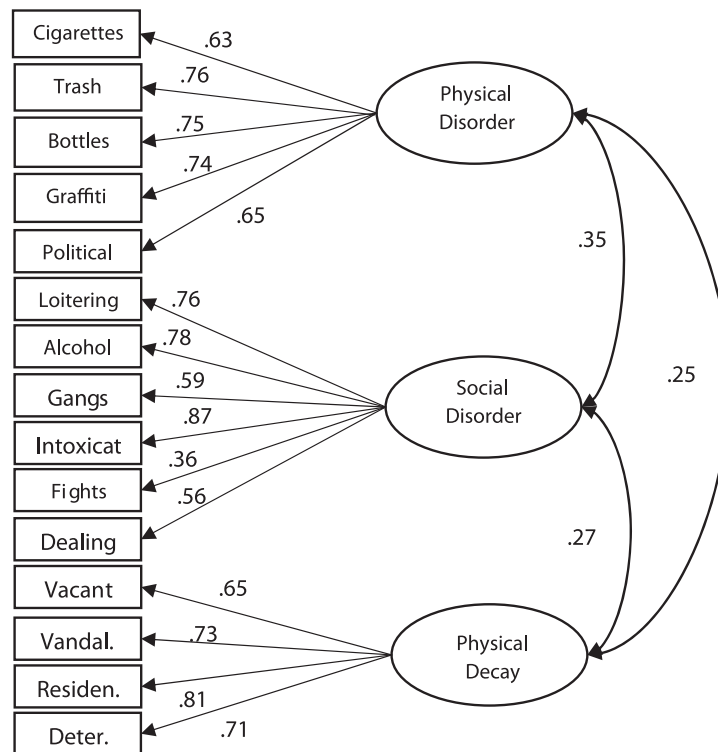 Cigarettes
.63
Trash
.76
Physical
Disorder
Bottles
.75
Graffiti
.74
Political
.65
.35
Loitering
.76
Alcohol
.78
Gangs
.59
Social
Disorder
.25
Intoxicat
.87
Fights
.36
Dealing
.56
.27
Vacant
.65
Vandal.
.73
Physical
Decay
Residen.
.81
Deter.
.71